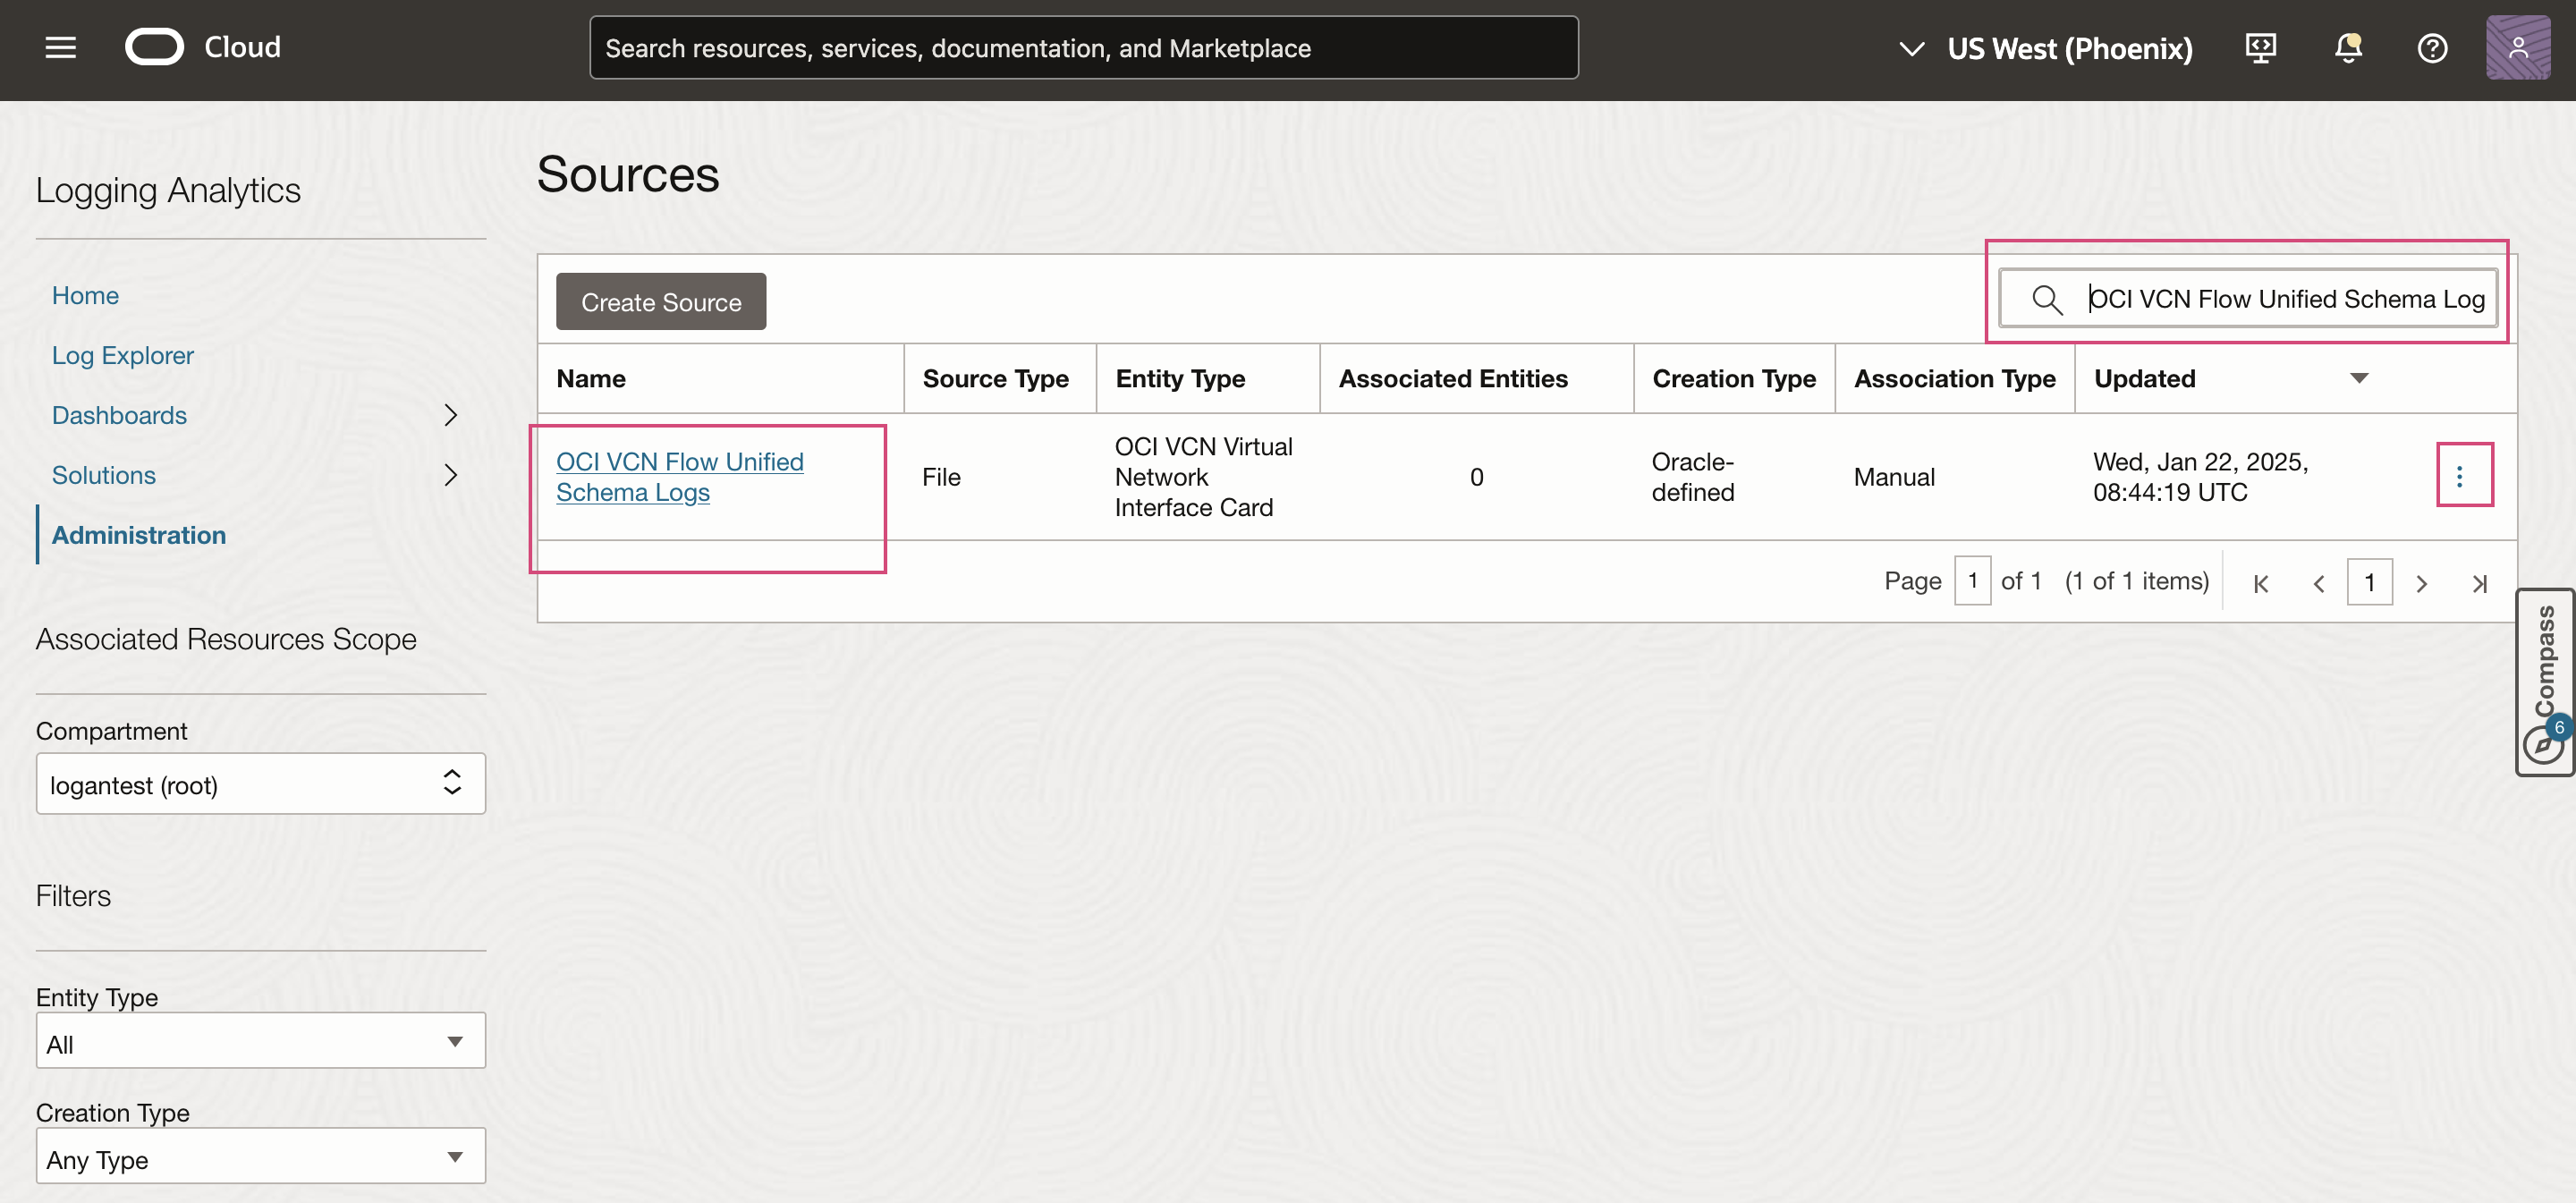 Cloud
Search resources, services, documentation, and Marketplace
US West (Phoenix)
Logging Analytics
Home
Log Explorer
Dashboards
Solutions
Administration
Associated Resources Scope
Compartment
logantest (root)
Filters
Entity Type
All
Creation Type
Any Type
Sources
Create Source
OCI VCN Flow Unified Schema Log
Name
Source Type
Entity Type
Associated Entities
Creation Type
Association Type
Updated
OCI VCN Flow Unified
Schema Logs
File
OCI VCN Virtual
Network
Interface Card
0
Oracle-
defined
Manual
Wed, Jan 22, 2025,
08:44:19 UTC
Page 1 of 1 (1 of 1 items)
1
Compass
6